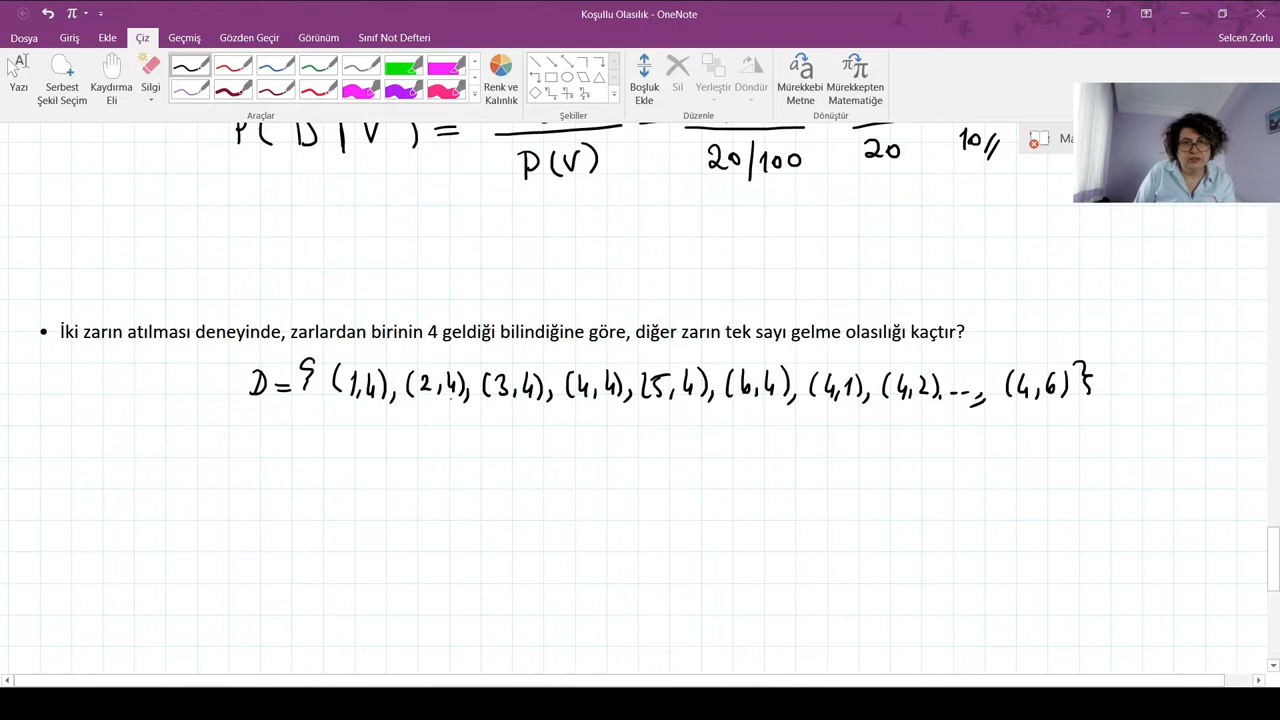 Koşullu Olasılık - OneNote
Dosya Giriş Ekle Çiz Geçmiş Gözden Geçir Görünüm Sınıf Not Defteri
Selcen Zorlu
Yazı
Serbest Şekil Seçim
Kaydırma Eli
Silgi
Renk ve Kalınlık
Boşluk Ekle
Sil
Yerleştir
Döndür
Mürekkebi Metne
Mürekkepten Matematiğe
Araçlar Şekiller Düzenle Dönüştür
P( D | V ) =
P(V) 20/100 20 10//
• İki zarın atılması deneyinde, zarlardan birinin 4 geldiği bilindiğine göre, diğer zarın tek sayı gelme olasılığı kaçtır?
D = { (1,4), (2,4), (3,4), (4,4), (5,4), (6,4), (4,1), (4,2), ..., (4,6) }